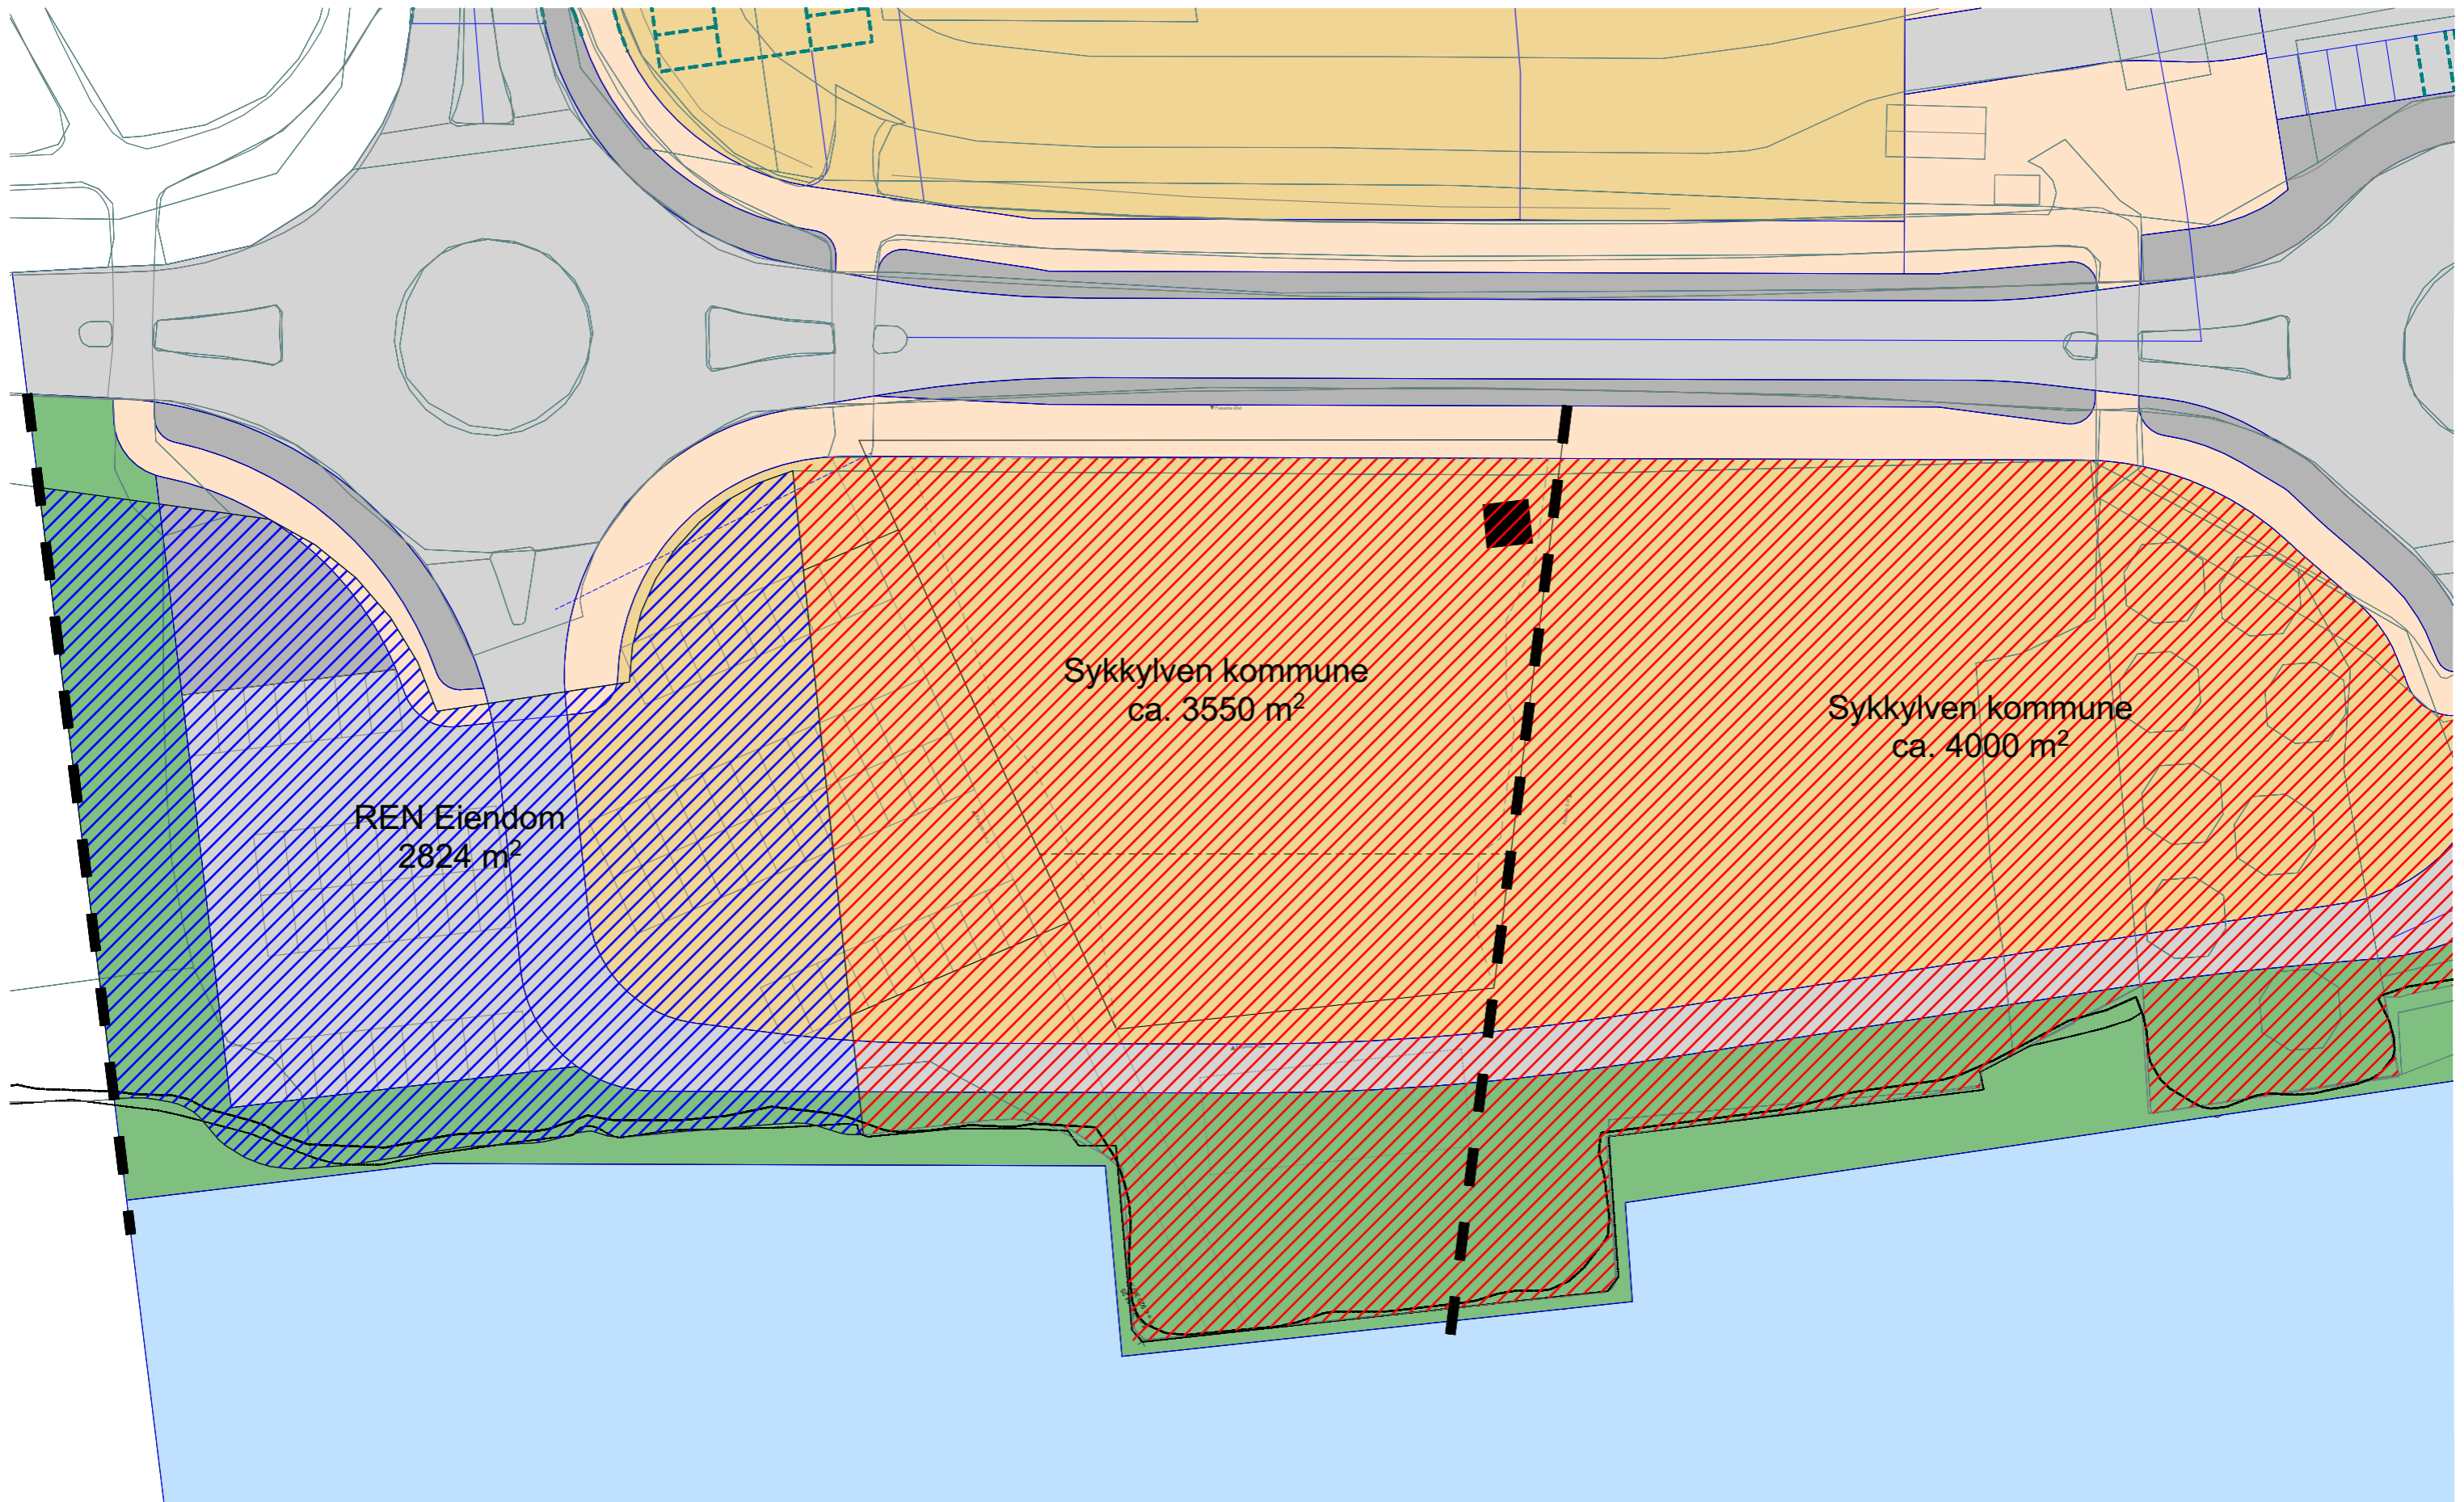 Sykkylven kommune
ca. 3550 m²
Sykkylven kommune
ca. 4000 m²
REN Eiendom
2824 m²